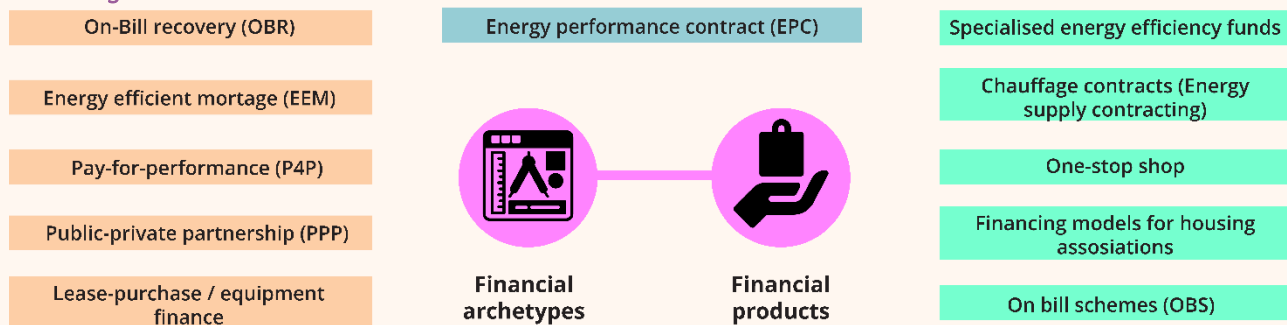 On-Bill recovery (OBR)
Energy efficient mortage (EEM)
Pay-for-performance (P4P)
Public-private partnership (PPP)
Lease-purchase / equipment
finance
Energy performance contract (EPC)
Financial
archetypes
Financial
products
Specialised energy efficiency funds
Chauffage contracts (Energy
supply contracting)
One-stop shop
Financing models for housing
assosiations
On bill schemes (OBS)